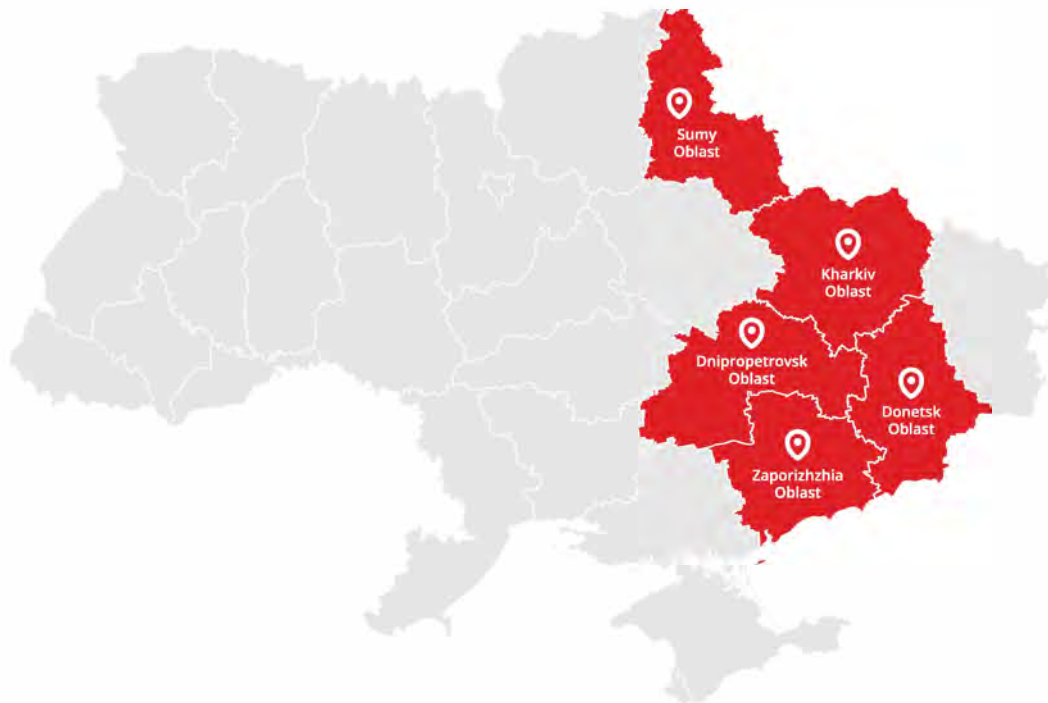 Sumy
Oblast
Kharkiv
Oblast
Dnipropetrovsk
Oblast
Donetsk
Oblast
Zaporizhzhia
Oblast